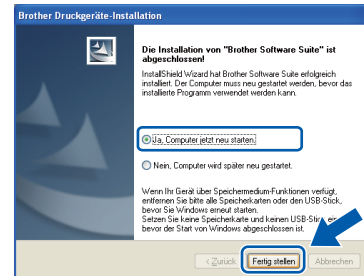 Brother Druckgeräte-Installation
Die Installation von "Brother Software Suite" ist
abgeschlossen!
InstallShield Wizard hat Brother Software Suite erfolgreich
installiert. Der Computer muss neu gestartet werden, bevor das
installierte Programm verwendet werden kann.
Ja, Computer jetzt neu starten.
Nein, Computer wird später neu gestartet.
Wenn Ihr Gerät über Speichermedium-Funktionen verfügt,
entfernen Sie bitte alle Speicherkarten oder den USB-Stick,
bevor Sie Windows erneut starten.
Setzen Sie keine Speicherkarte und keinen USB-Stick
bevor der Start von Windows abgeschlossen ist.
< Zurück Fertig stellen Abbrechen